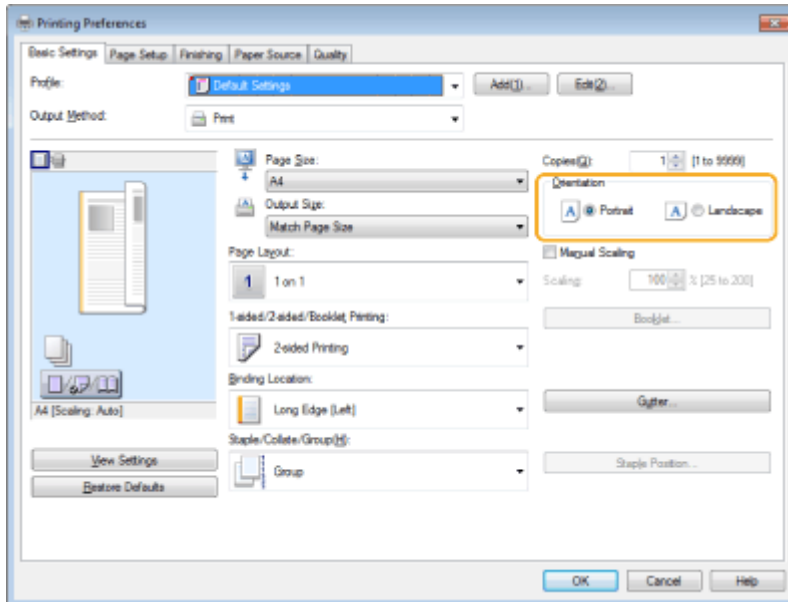 Printing Preferences
Basic Settings Page Setup Finishing Paper Source Quality
Profile: Default Settings Add(1)... Edit(2)...
Output Method: Print
Page Size: Copies(Q): 1 [1 to 9999]
A4 Orientation
Output Size: A Portrait A Landscape
Match Page Size
Page Layout: Manual Scaling
1 1 on 1 Scaling: 100 % [25 to 200]
1-sided/2-sided/Booklet Printing: Booklet...
2-sided Printing
Binding Location:
A4 [Scaling: Auto] Long Edge (Left) Gutter...
Staple/Collate/Group(H):
View Settings Group Staple Position...
Restore Defaults
OK Cancel Help